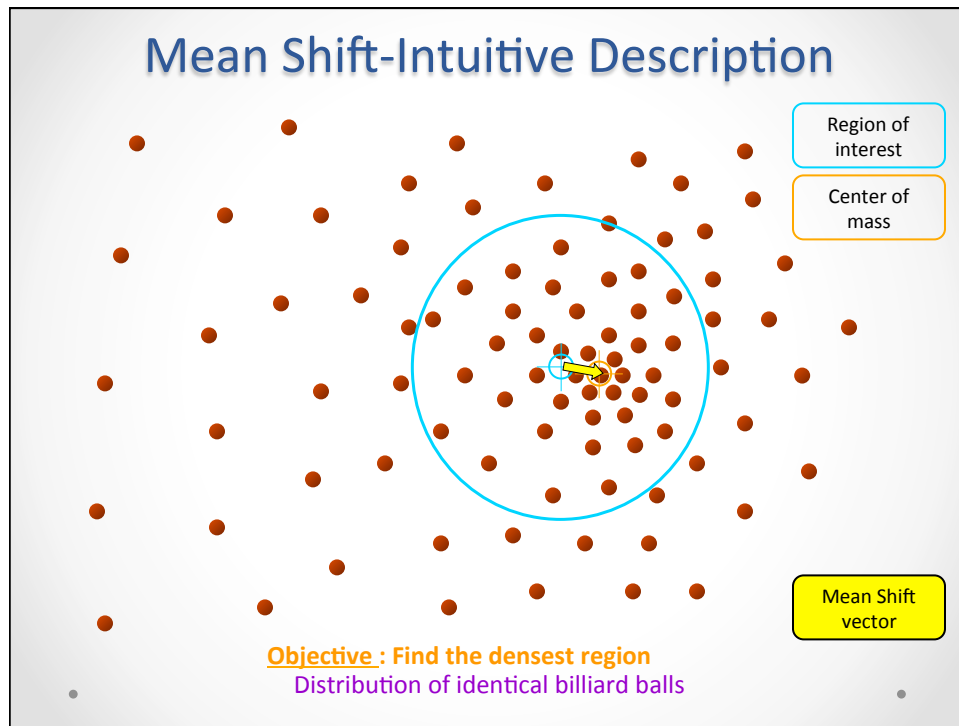 Mean Shift-Intuitive Description
Region of
interest
Center of
mass
Mean Shift
vector
Objective : Find the densest region
Distribution of identical billiard balls